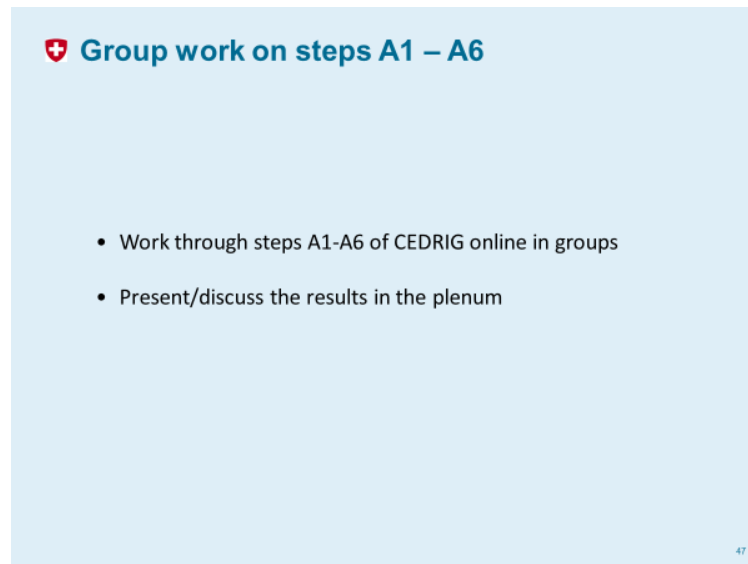 Group work on steps A1 – A6
• Work through steps A1-A6 of CEDRIG online in groups
• Present/discuss the results in the plenum
47